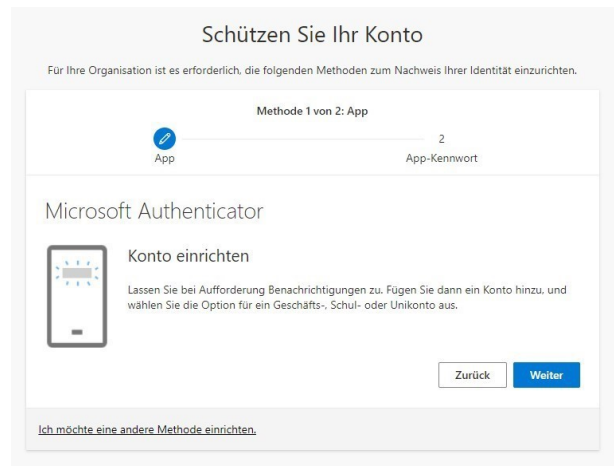 Schützen Sie Ihr Konto
Für Ihre Organisation ist es erforderlich, die folgenden Methoden zum Nachweis Ihrer Identität einzurichten.
Methode 1 von 2: App
App
2
App-Kennwort
Microsoft Authenticator
Konto einrichten
Lassen Sie bei Aufforderung Benachrichtigungen zu. Fügen Sie dann ein Konto hinzu, und
wählen Sie die Option für ein Geschäfts-, Schul- oder Unikonto aus.
Zurück
Weiter
Ich möchte eine andere Methode einrichten.